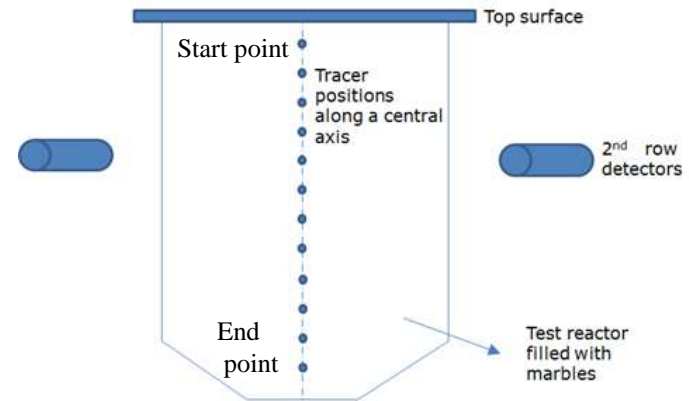 Top surface
Start point
Tracer
positions
along a central
axis
2nd row
detectors
End
point
Test reactor
filled with
marbles